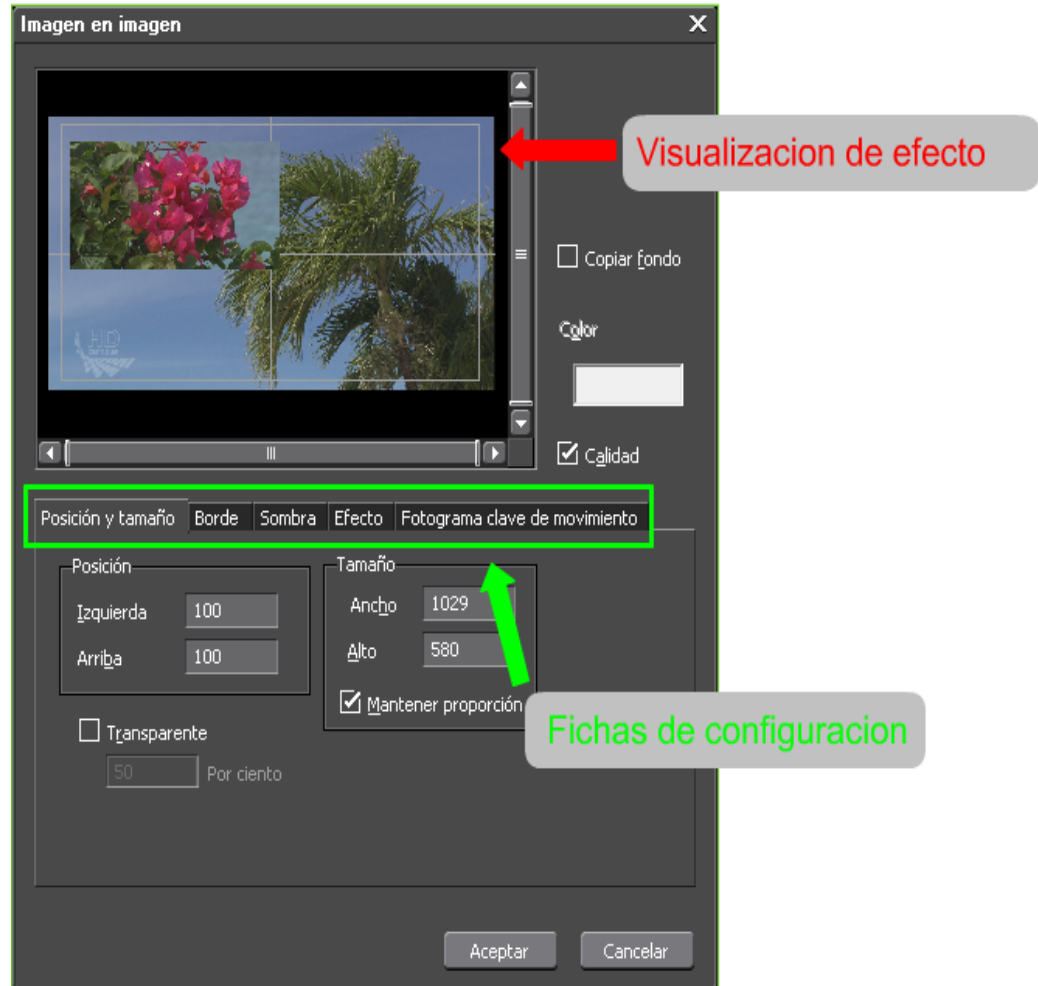 Imagen en imagen X
Visualizacion de efecto
Copiar fondo
Color
HD
Calidad
Posición y tamaño Borde Sombra Efecto Fotograma clave de movimiento
Posición
Tamaño
Izquierda 100
Ancho 1029
Arriba 100
Alto 580
Mantener proporción
Transparente
50 Por ciento
Fichas de configuracion
Aceptar Cancelar